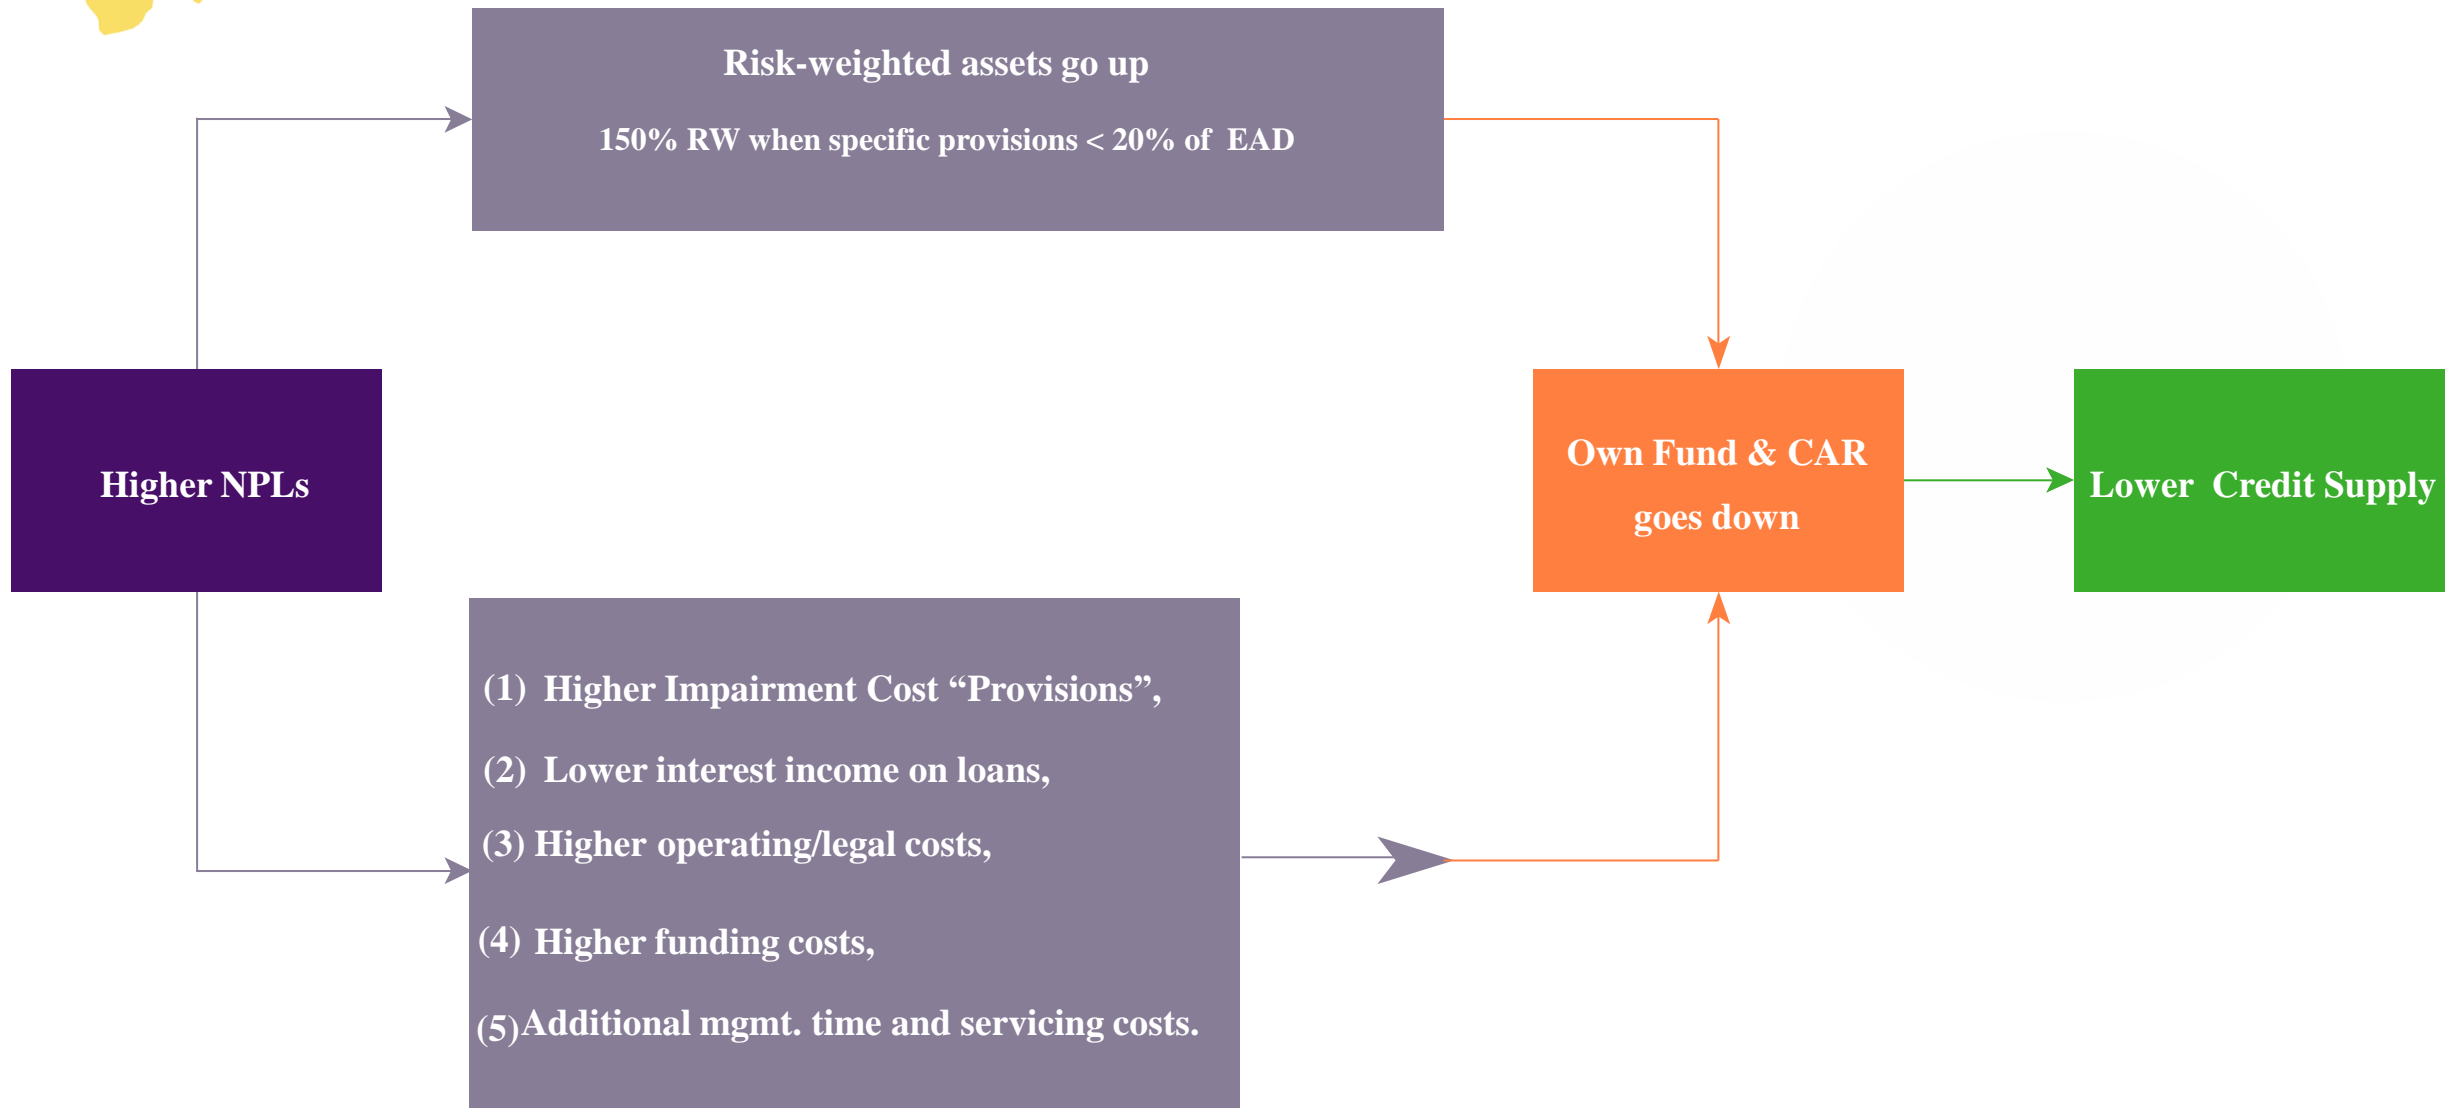 Risk-weighted assets go up
150% RW when specific provisions < 20% of EAD
Higher NPLs
(1) Higher Impairment Cost “Provisions”,
(2) Lower interest income on loans,
(3) Higher operating/legal costs,
(4) Higher funding costs,
(5)Additional mgmt. time and servicing costs.
Own Fund & CAR
goes down
Lower Credit Supply